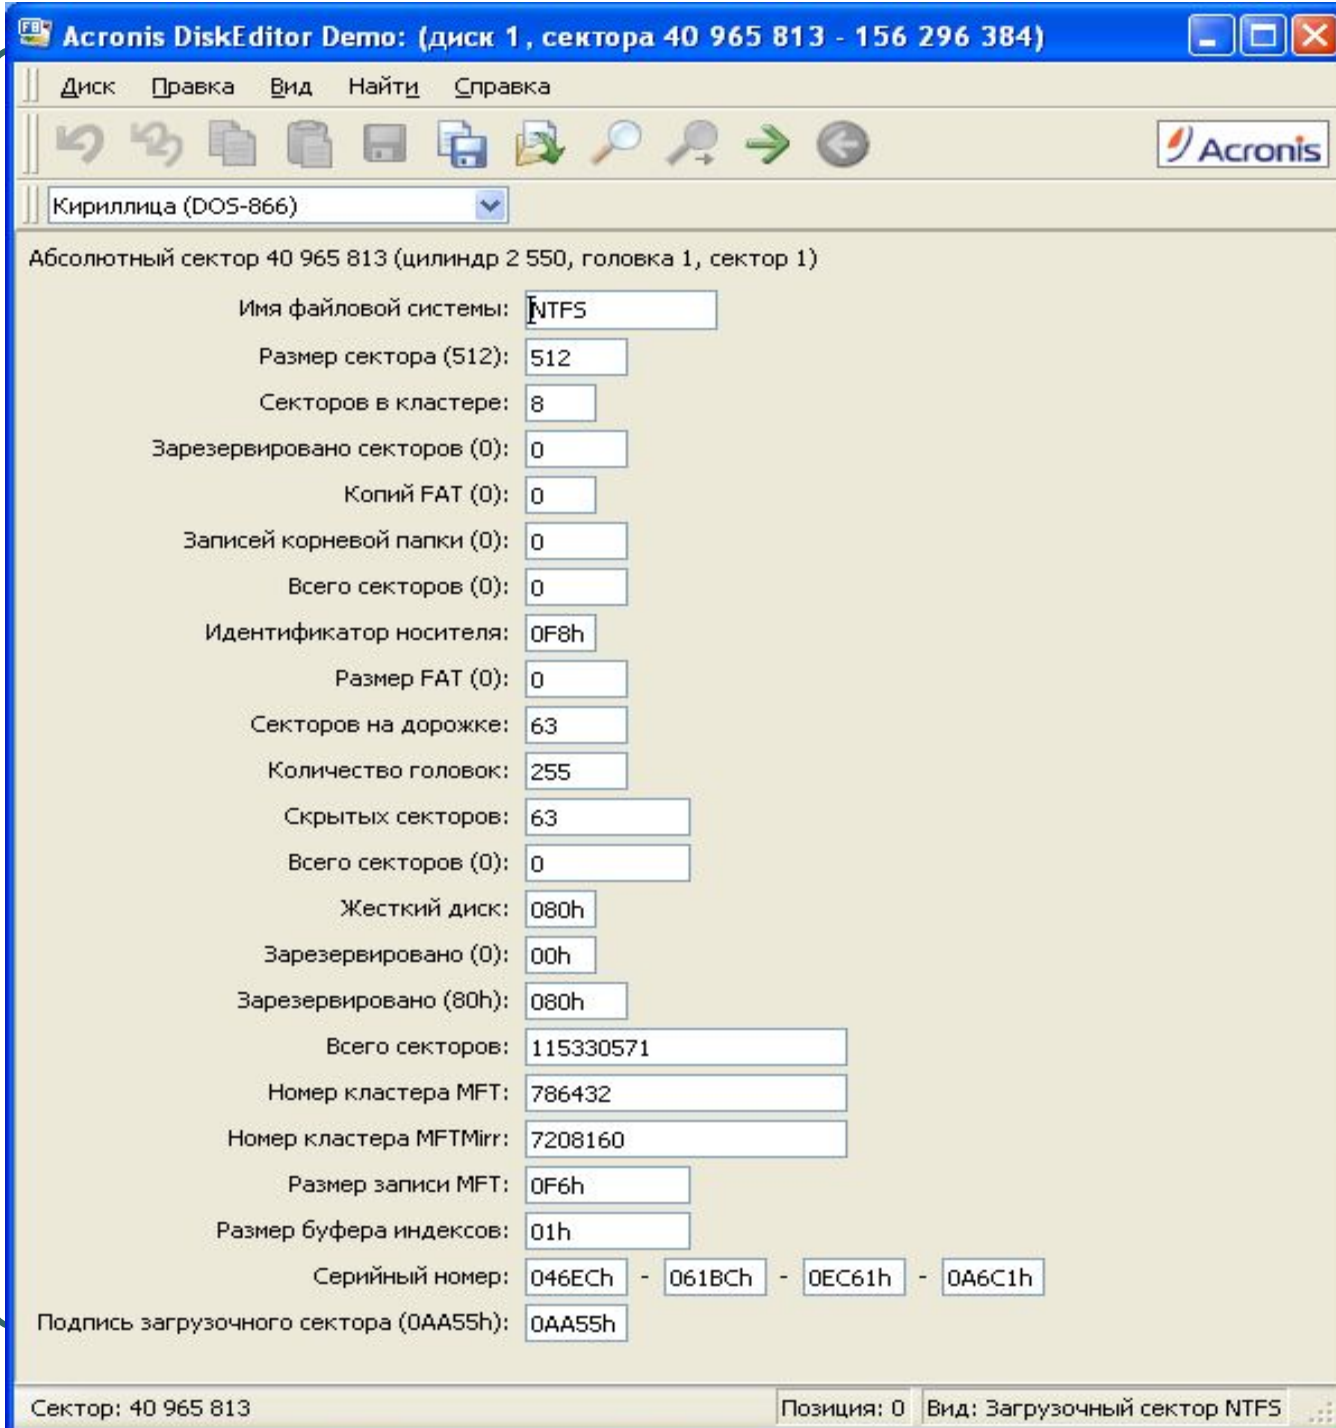 Acronis DiskEditor Demo: (диск 1, сектора 40 965 813 - 156 296 384)
Диск Правка Вид Найти Справка
Acronis
Кириллица (DOS-866)
Абсолютный сектор 40 965 813 (цилиндр 2 550, головка 1, сектор 1)
Имя файловой системы: NTFS
Размер сектора (512): 512
Секторов в кластере: 8
Зарезервировано секторов (0): 0
Копий FAT (0): 0
Записей корневой папки (0): 0
Всего секторов (0): 0
Идентификатор носителя: 0F8h
Размер FAT (0): 0
Секторов на дорожке: 63
Количество головок: 255
Скрытых секторов: 63
Всего секторов (0): 0
Жесткий диск: 080h
Зарезервировано (0): 00h
Зарезервировано (80h): 080h
Всего секторов: 115330571
Номер кластера MFT: 786432
Номер кластера MFTMirr: 7208160
Размер записи MFT: 0F6h
Размер буфера индексов: 01h
Серийный номер: 046ECh - 061BCh - 0EC61h - 0A6C1h
Подпись загрузочного сектора (0AA55h): 0AA55h
Сектор: 40 965 813 Позиция: 0 Вид: Загрузочный сектор NTFS